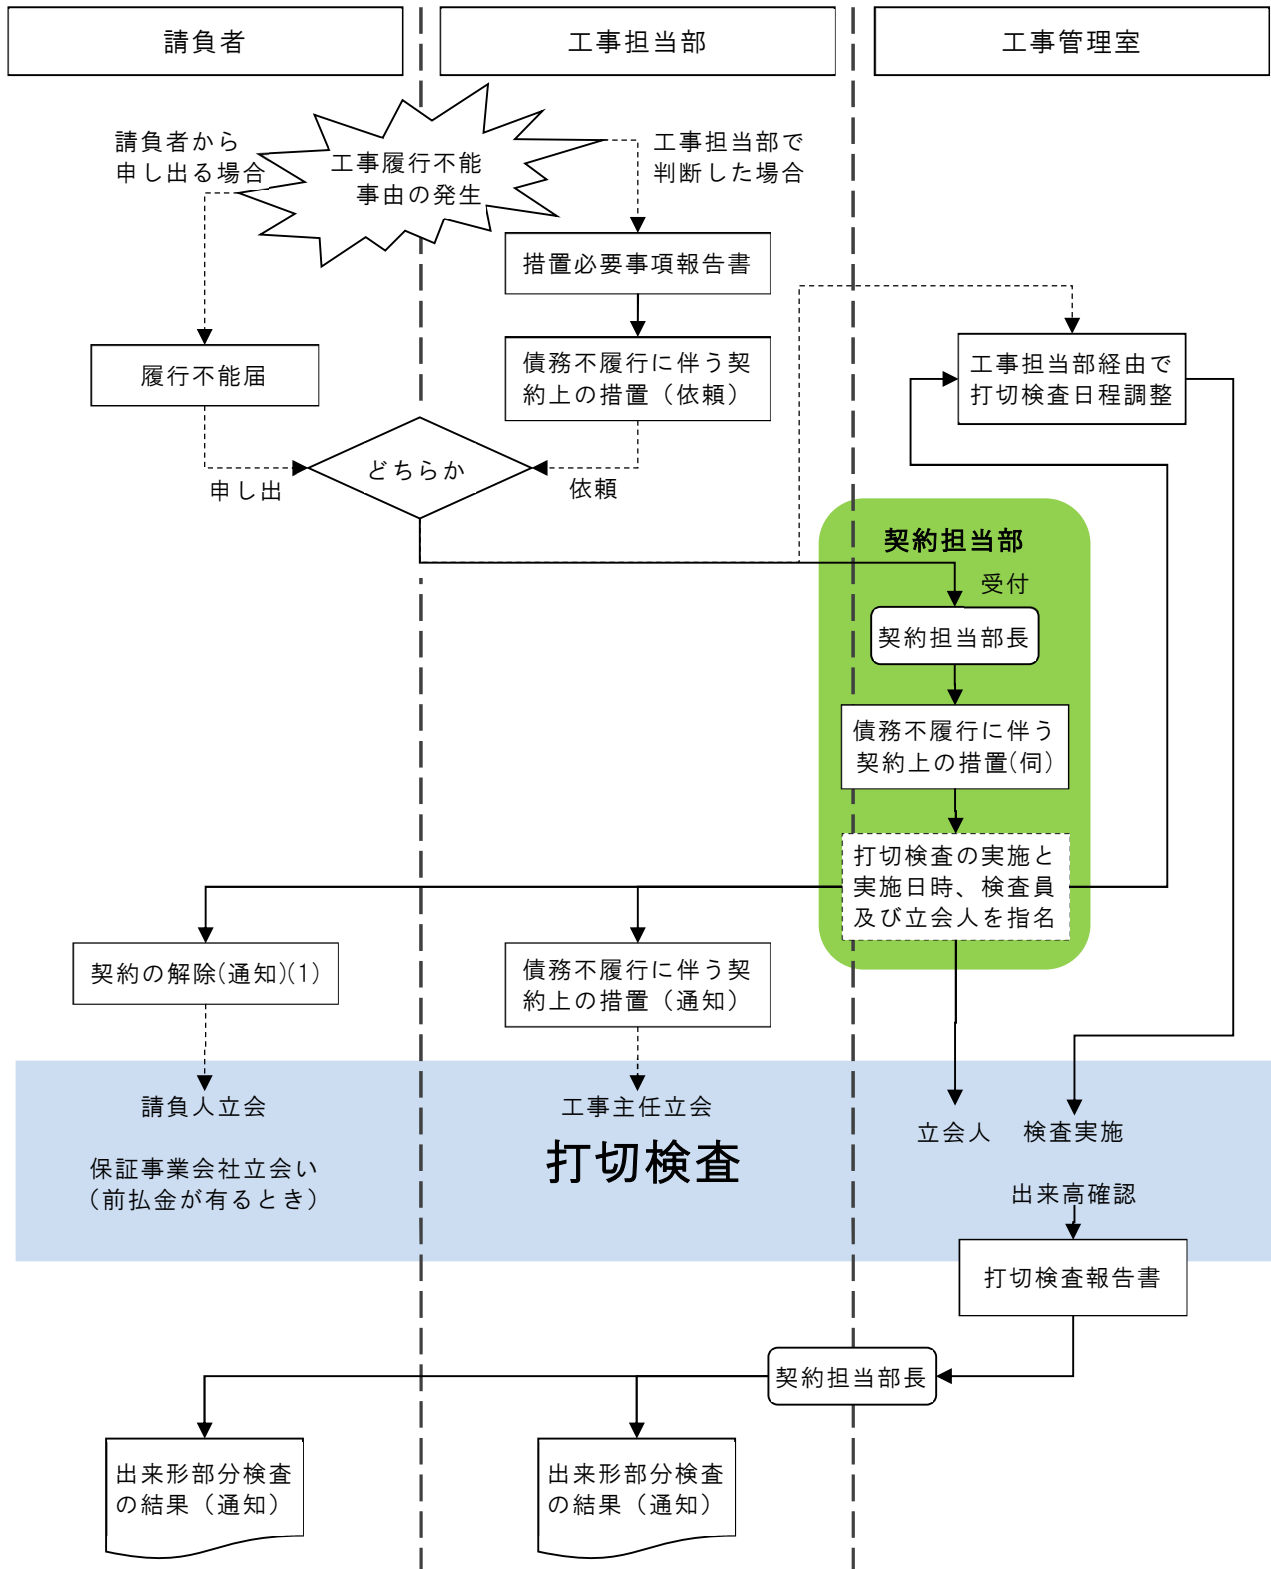 請負者
工事担当部
工事管理室
請負者から
申し出る場合
工事履行不能
事由の発生
工事担当部で
判断した場合
措置必要事項報告書
履行不能届
債務不履行に伴う契
約上の措置（依頼）
工事担当部経由で
打切検査日程調整
どちらか
申し出
依頼
契約担当部
受付
契約担当部長
債務不履行に伴う
契約上の措置(伺)
打切検査の実施と
実施日時、検査員
及び立会人を指名
契約の解除(通知)(1)
債務不履行に伴う契
約上の措置（通知）
請負人立会
工事主任立会
立会人
検査実施
打切検査
保証事業会社立会い
（前払金が有るとき）
出来高確認
打切検査報告書
契約担当部長
出来形部分検査
の結果（通知）
出来形部分検査
の結果（通知）